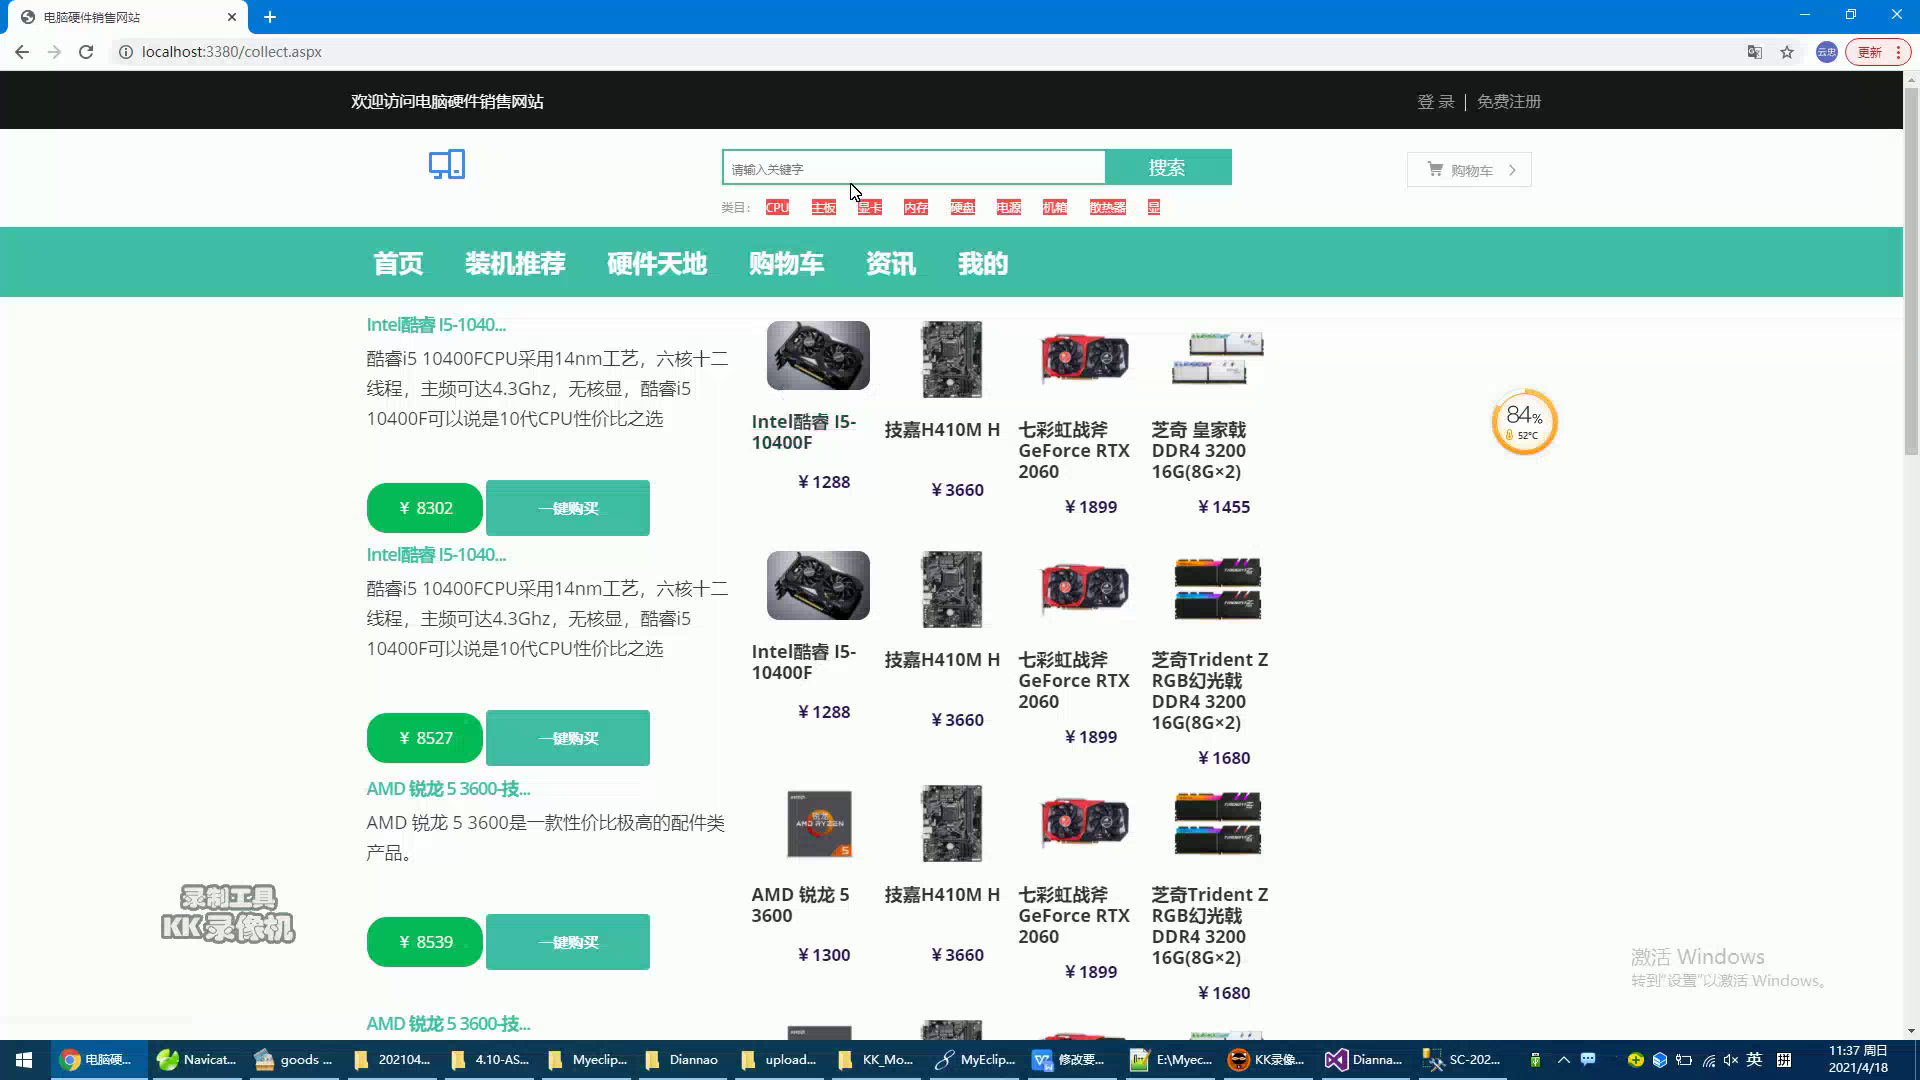 电脑硬件销售网站
localhost:3380/collect.aspx
云忠
更新
欢迎访问电脑硬件销售网站
登 录 | 免费注册
请输入关键字
搜索
购物车
类目: CPU 主板 显卡 内存 硬盘 电源 机箱 散热器 显
首页 装机推荐 硬件天地 购物车 资讯 我的
Intel酷睿 I5-1040...
酷睿i5 10400FCPU采用14nm工艺，六核十二
线程，主频可达4.3Ghz，无核显，酷睿i5
10400F可以说是10代CPU性价比之选
¥ 8302
一键购买
Intel酷睿 I5-
10400F
¥ 1288
技嘉H410M H
¥ 3660
七彩虹战斧
GeForce RTX
2060
¥ 1899
芝奇 皇家戟
DDR4 3200
16G(8G×2)
¥ 1455
84%
52°C
Intel酷睿 I5-1040...
酷睿i5 10400FCPU采用14nm工艺，六核十二
线程，主频可达4.3Ghz，无核显，酷睿i5
10400F可以说是10代CPU性价比之选
¥ 8527
一键购买
Intel酷睿 I5-
10400F
¥ 1288
技嘉H410M H
¥ 3660
七彩虹战斧
GeForce RTX
2060
¥ 1899
芝奇Trident Z
RGB幻光戟
DDR4 3200
16G(8G×2)
¥ 1680
AMD 锐龙 5 3600-技...
AMD 锐龙 5 3600是一款性价比极高的配件类
产品。
¥ 8539
一键购买
AMD RYZEN
5
AMD 锐龙 5
3600
¥ 1300
技嘉H410M H
¥ 3660
七彩虹战斧
GeForce RTX
2060
¥ 1899
芝奇Trident Z
RGB幻光戟
DDR4 3200
16G(8G×2)
¥ 1680
AMD 锐龙 5 3600-技...
录制工具
KK录像机
激活 Windows
转到"设置"以激活 Windows。
电脑硬... Navicat... goods ... 202104... 4.10-AS... Myeclip... Diannao upload... KK_Mo... MyEclip... 修改要... E:\Myec... KK录像... Dianna... SC-202...
英
拼
11:37 周日
2021/4/18